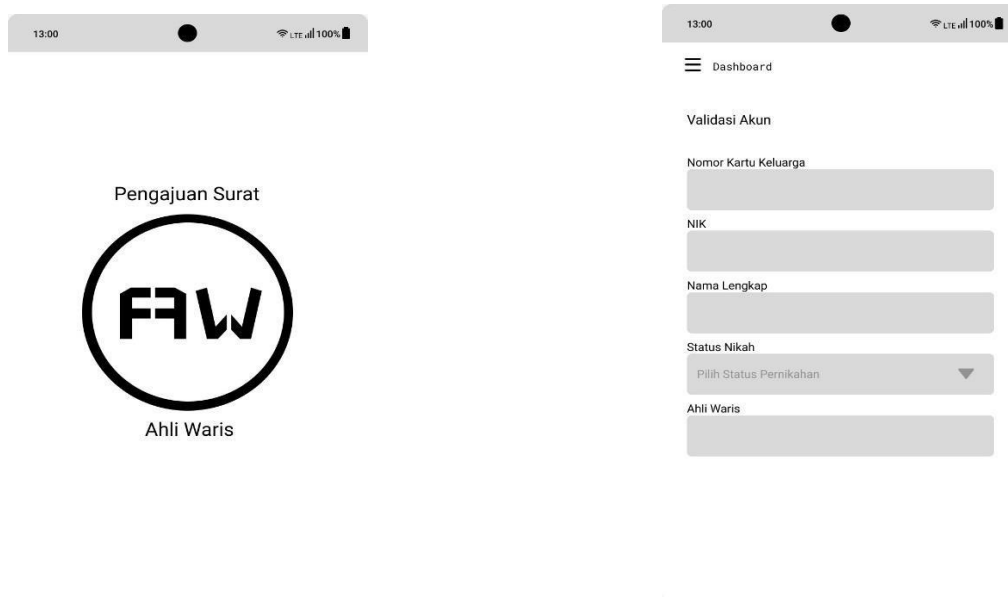 13:00
LTE 100%
Pengajuan Surat
AW
Ahli Waris
13:00
LTE 100%
Dashboard
Validasi Akun
Nomor Kartu Keluarga
NIK
Nama Lengkap
Status Nikah
Pilih Status Pernikahan
Ahli Waris